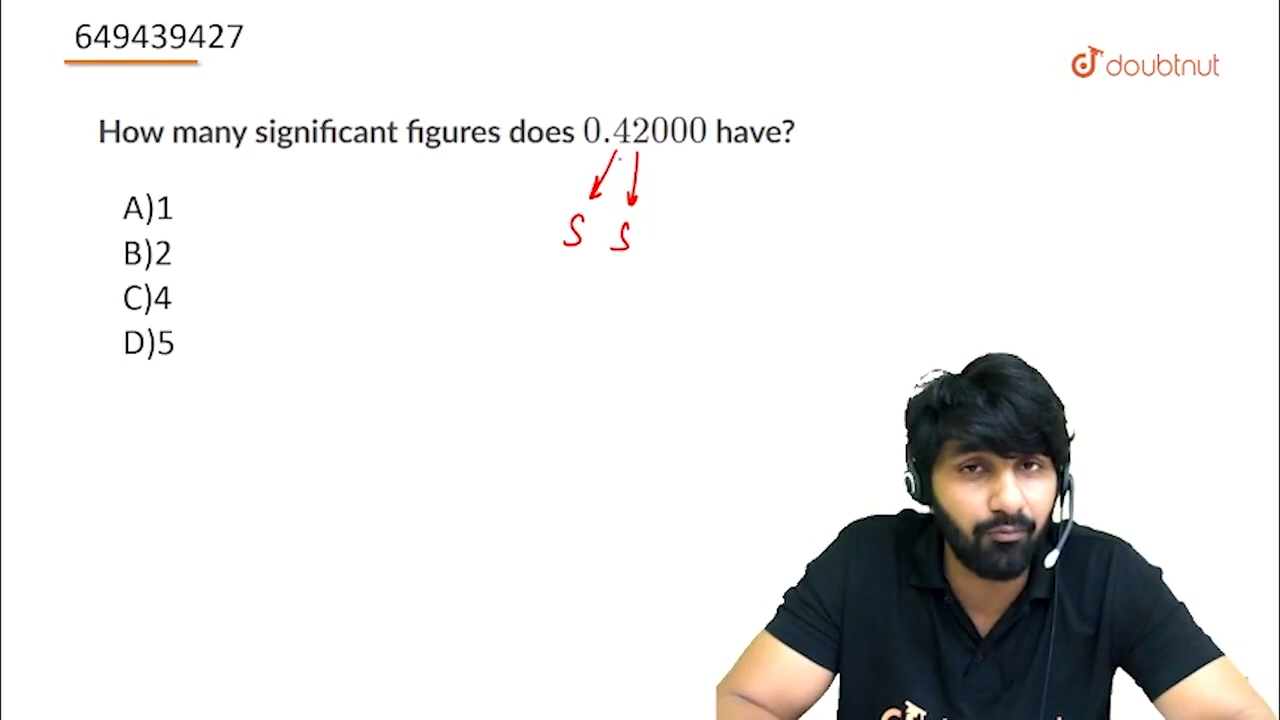 649439427
doubtnut
How many significant figures does 0.42000 have?
A)1
B)2
C)4
D)5
S S